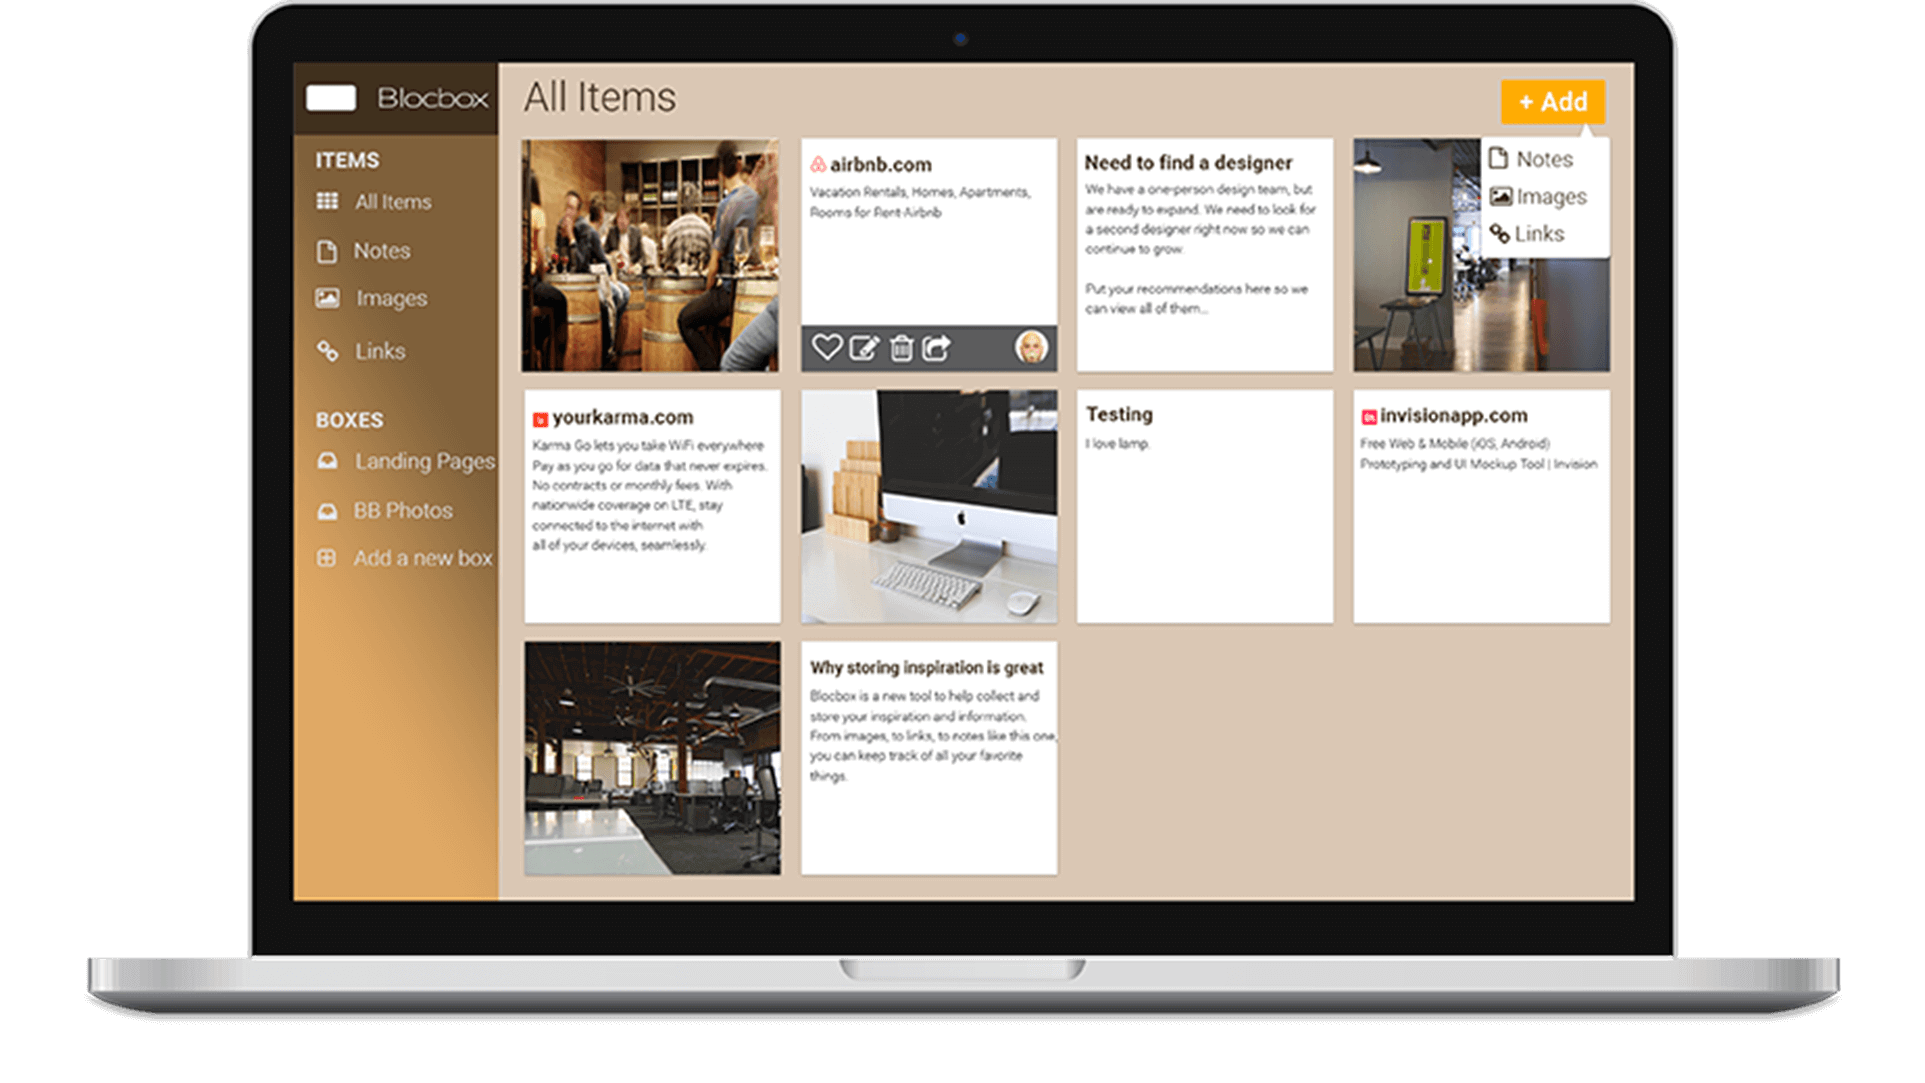 Blocbox
ITEMS
All Items
Notes
Images
Links
BOXES
Landing Pages
BB Photos
Add a new box
All Items
+ Add
Notes
Images
Links
airbnb.com
Vacation Rentals, Homes, Apartments,
Rooms for Rent-Airbnb
Need to find a designer
We have a one-person design team, but
are ready to expand. We need to look for
a second designer right now so we can
continue to grow.
Put your recommendations here so we
can view all of them...
yourkarma.com
Karma Go lets you take WiFi everywhere
Pay as you go for data that never expires.
No contracts or monthly fees. With
nationwide coverage on LTE, stay
connected to the internet with
all of your devices, seamlessly.
Testing
I love lamp.
invisionapp.com
Free Web & Mobile (iOS, Android)
Prototyping and UI Mockup Tool | Invision
Why storing inspiration is great
Blocbox is a new tool to help collect and
store your inspiration and information.
From images, to links, to notes like this one,
you can keep track of all your favorite
things.